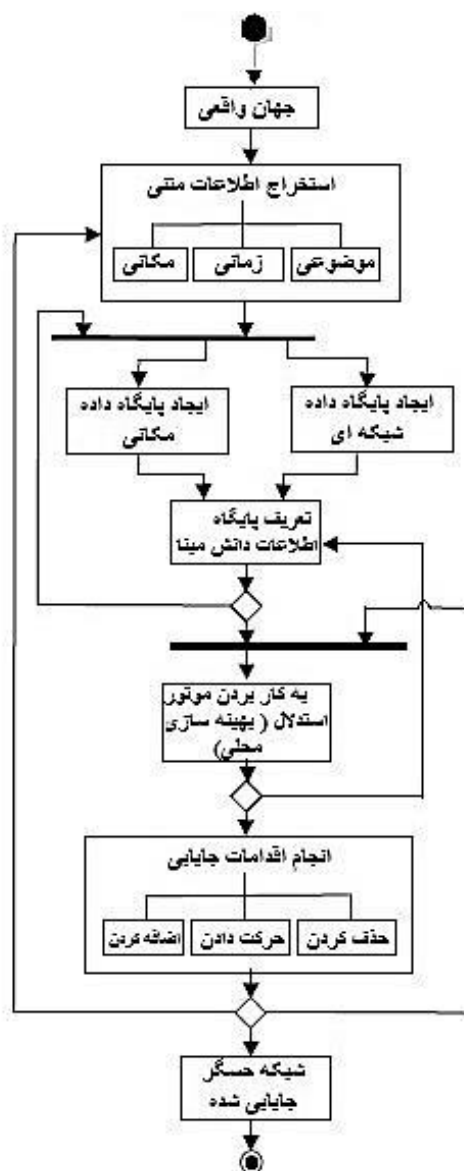 جهان واقعی
استخراج اطلاعات متنی
موضوعی زمانی مکانی
ایجاد پایگاه داده
شبکه ای
ایجاد پایگاه داده
مکانی
تعریف پایگاه
اطلاعات دانش مبنا
به کار بردن موتور
استدلال ( بهینه سازی
محلی)
انجام اقدامات جایابی
حذف کردن حرکت دادن اضافه کردن
شبکه حسگر
جایابی شده